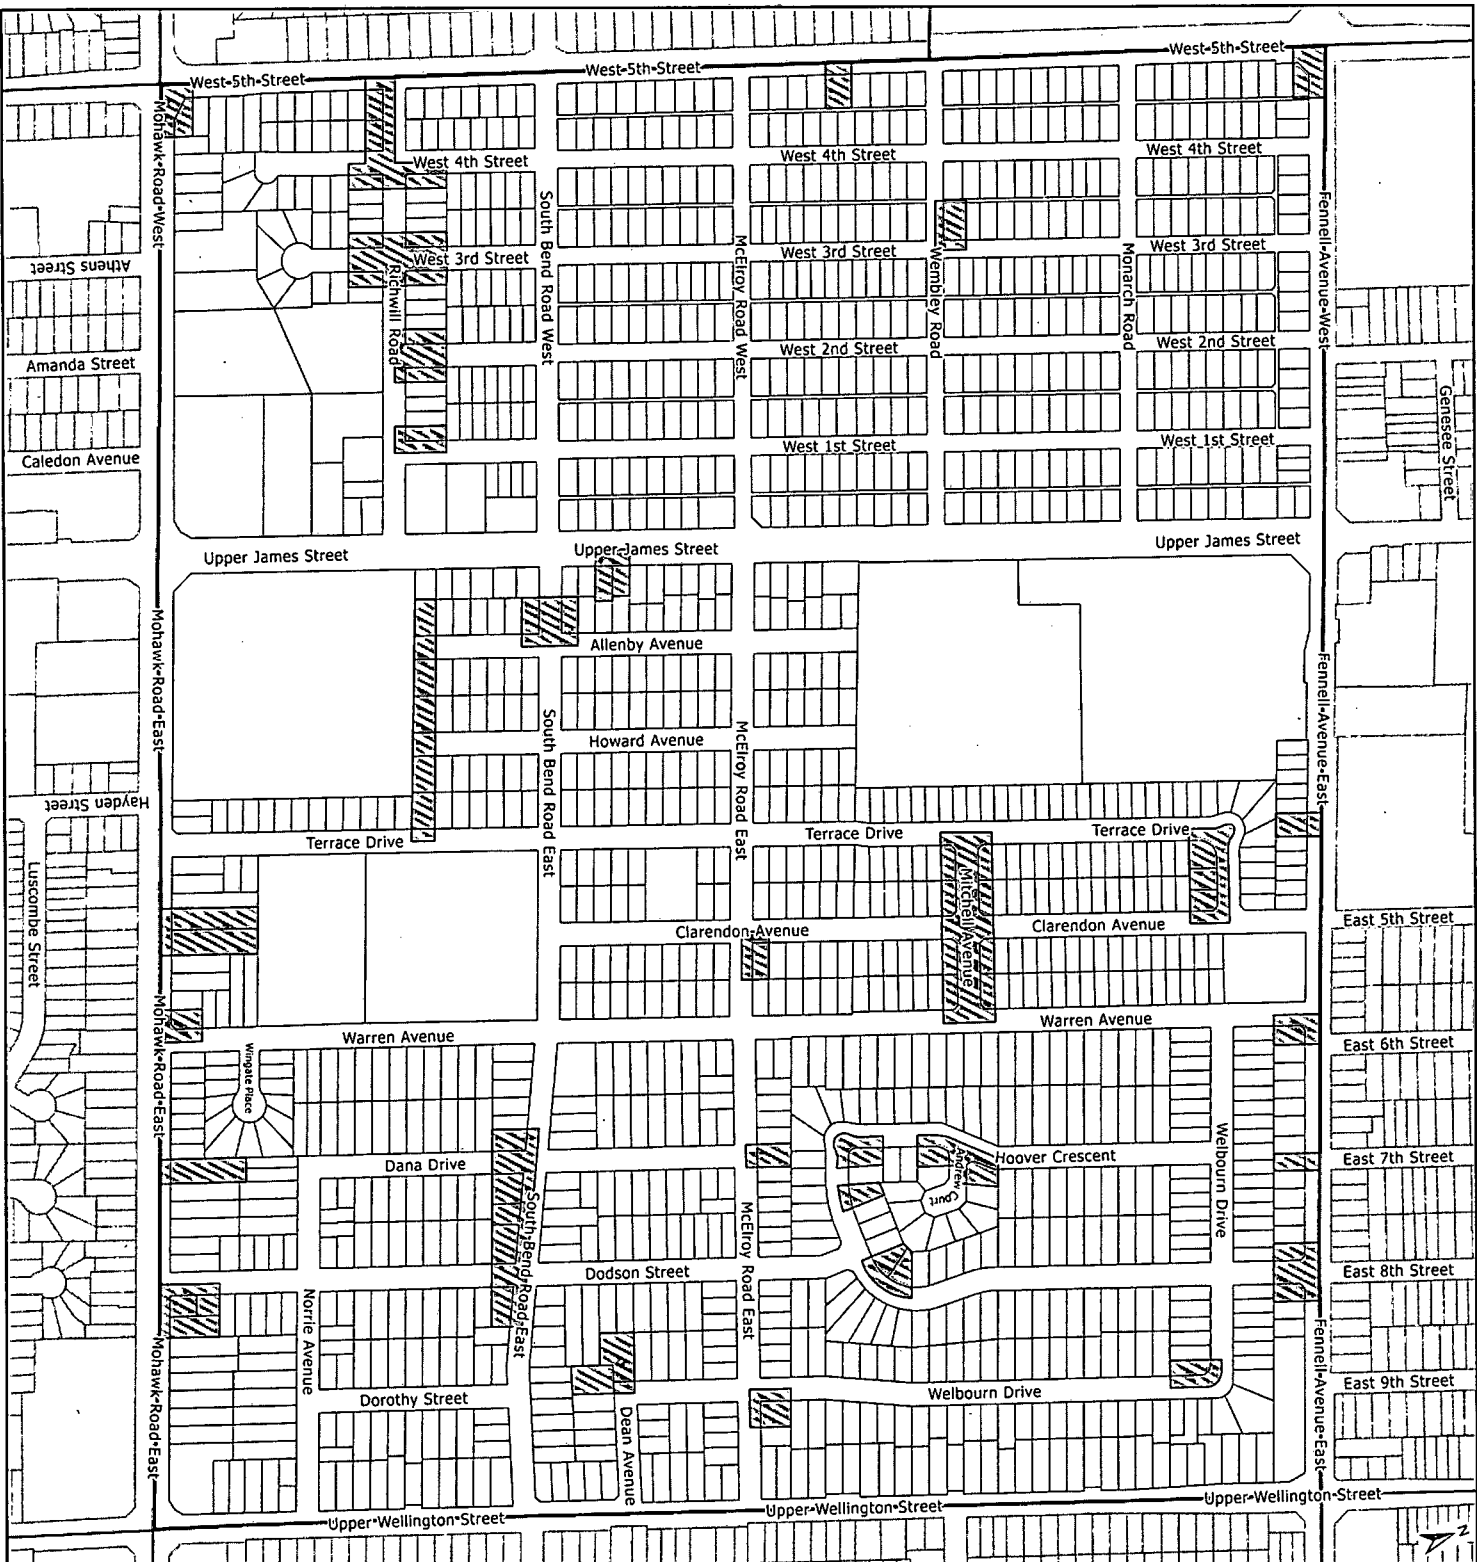 West 5th Street
West 5th Street
West 5th Street
Mohawk Road West
West 4th Street
West 4th Street
West 4th Street
South Bend Road West
Fennell Avenue West
Athens Street
West 3rd Street
West 3rd Street
West 3rd Street
Richwill Road
McElroy Road West
Wembley Road
Monarch Road
Amanda Street
West 2nd Street
West 2nd Street
Genesee Street
Caledon Avenue
West 1st Street
West 1st Street
Upper James Street
Upper James Street
Upper James Street
Mohawk Road East
Allenby Avenue
Fennell Avenue East
South Bend Road East
Howard Avenue
McElroy Road East
Hayden Street
Terrace Drive
Terrace Drive
Terrace Drive
Luscombe Street
Mitchell Avenue
Clarendon Avenue
Clarendon Avenue
East 5th Street
Mohawk Road East
Warren Avenue
Warren Avenue
East 6th Street
Wingate Place
Dana Drive
Andrew Court
Hoover Crescent
Welbourn Drive
East 7th Street
South Bend Road East
McElroy Road East
Dodson Street
East 8th Street
Norrie Avenue
Mohawk Road East
Dorothy Street
Welbourn Drive
Fennell Avenue East
East 9th Street
Dean Avenue
Upper Wellington Street
Upper Wellington Street
Upper Wellington Street
N